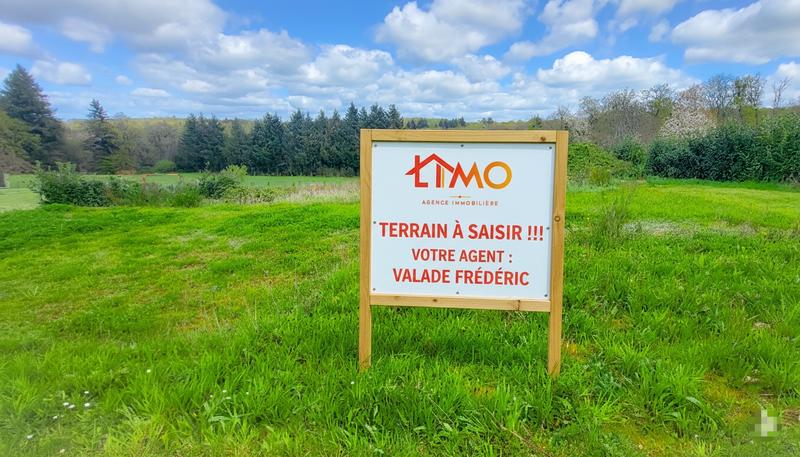 LIMO
AGENCE IMMOBILIÈRE
TERRAIN À SAISIR !!!
VOTRE AGENT :
VALADE FRÉDÉRIC